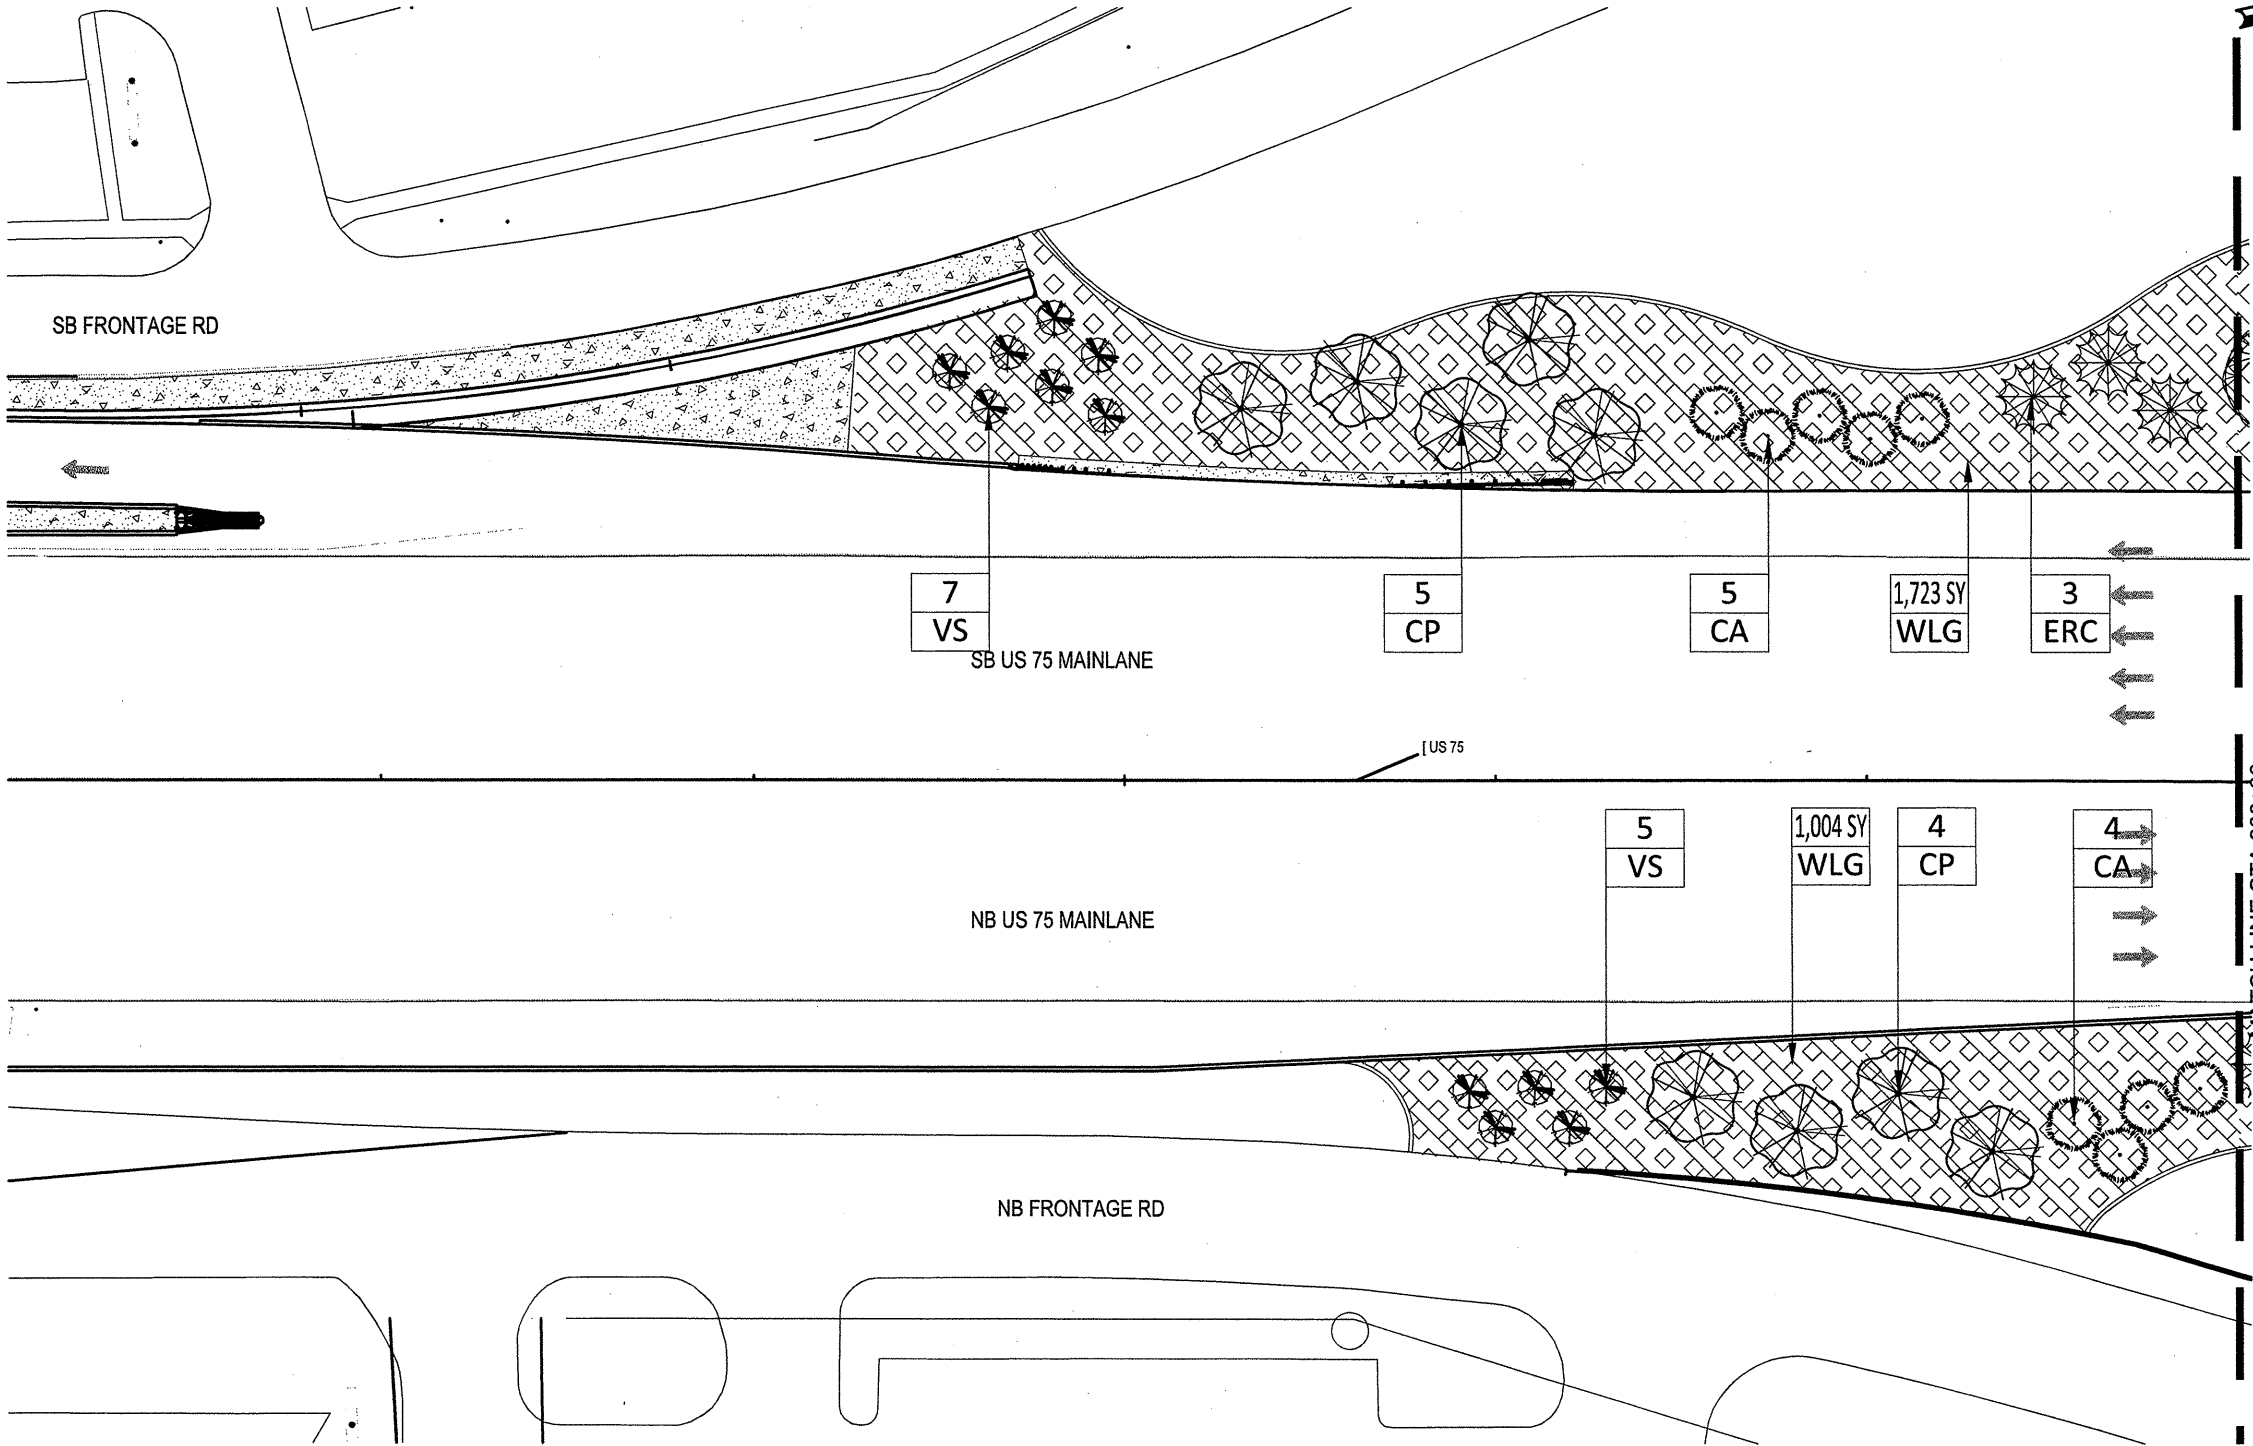 SB FRONTAGE RD
7
VS
5
CP
5
CA
1,723 SY
WLG
3
ERC
SB US 75 MAINLANE
[ US 75
5
VS
1,004 SY
WLG
4
CP
4
CA
NB US 75 MAINLANE
NB FRONTAGE RD